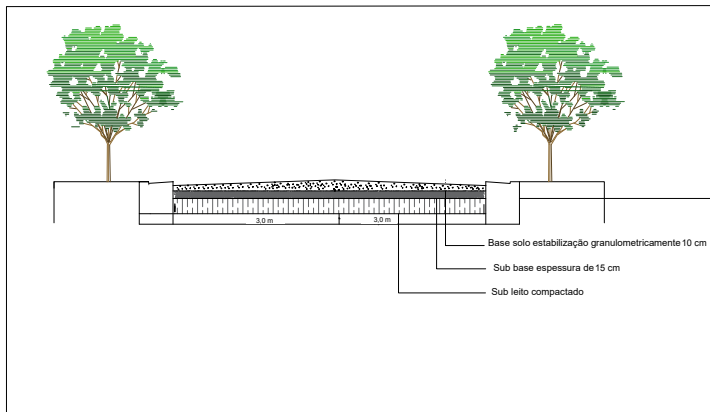 3,0 m
3,0 m
Base solo estabilização granulometricamente 10 cm
Sub base espessura de 15 cm
Sub leito compactado